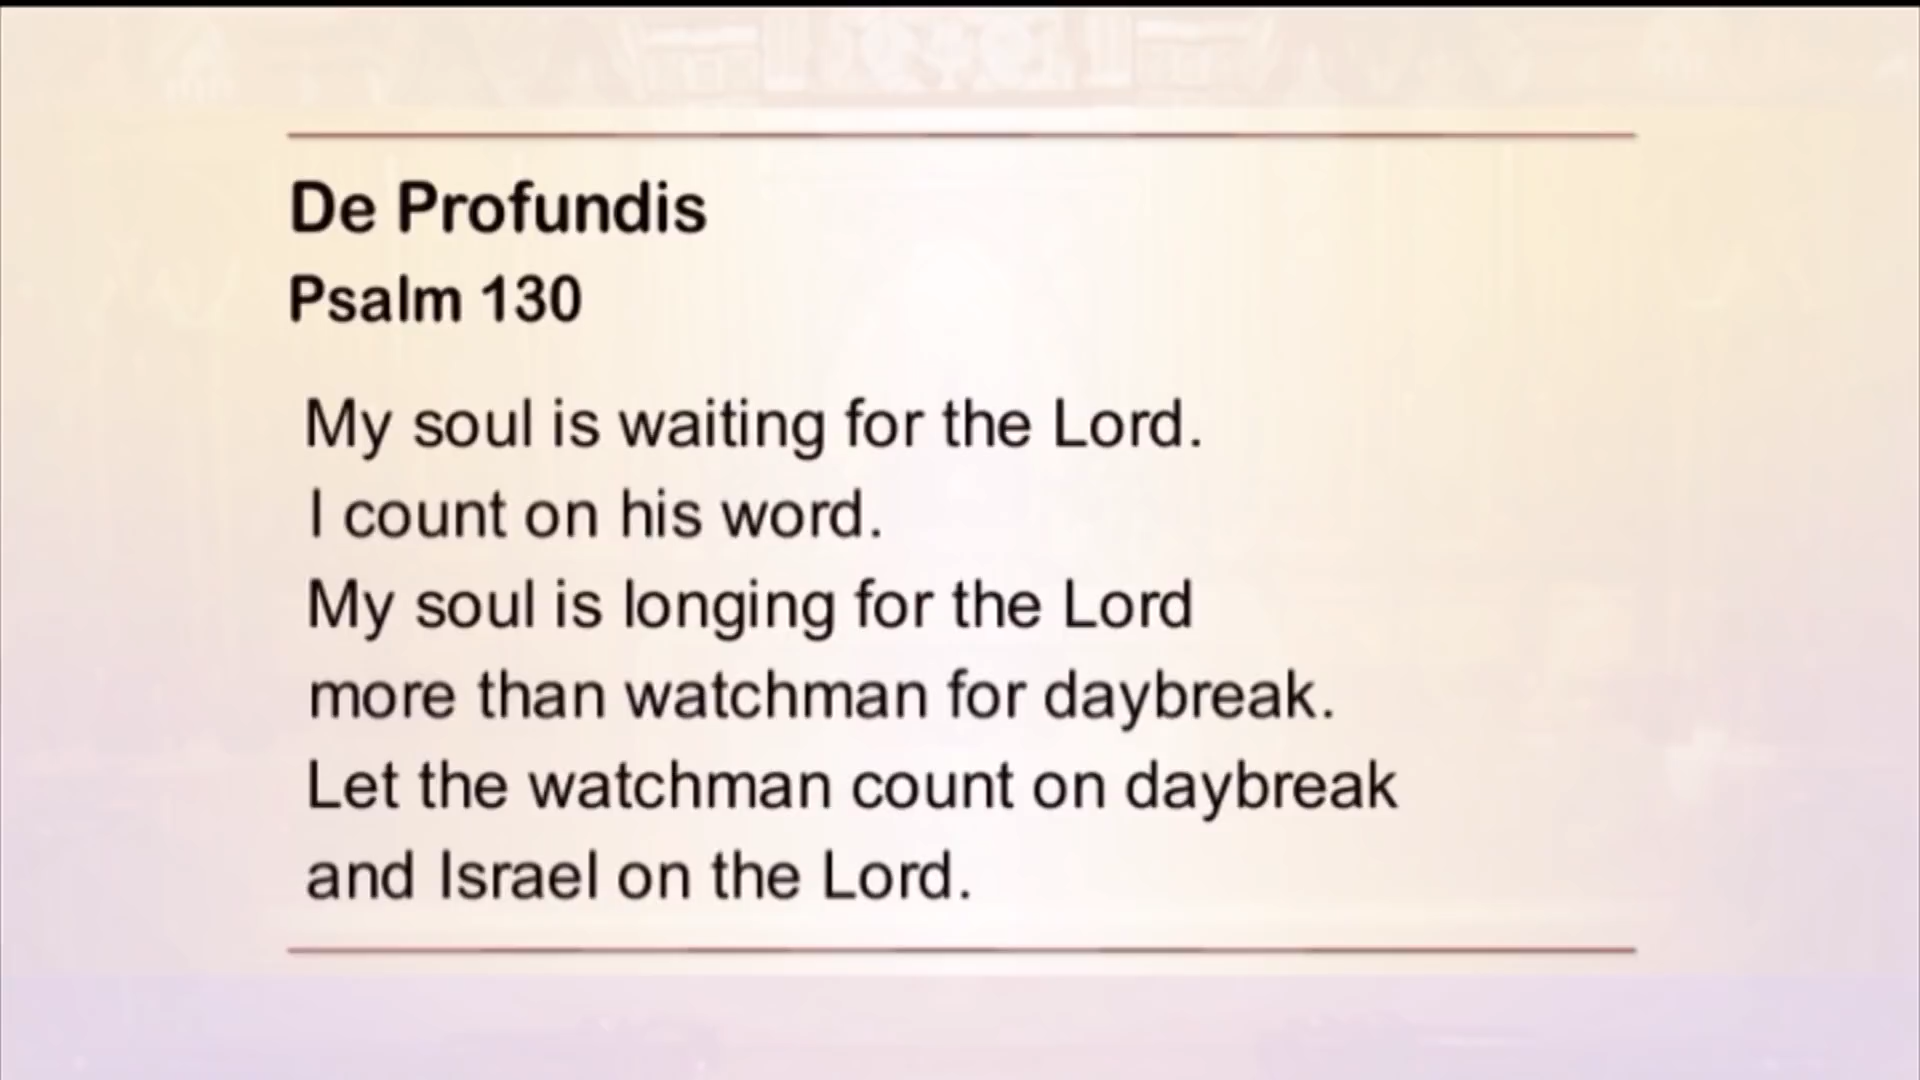 De Profundis
Psalm 130
My soul is waiting for the Lord.
I count on his word.
My soul is longing for the Lord
more than watchman for daybreak.
Let the watchman count on daybreak
and Israel on the Lord.